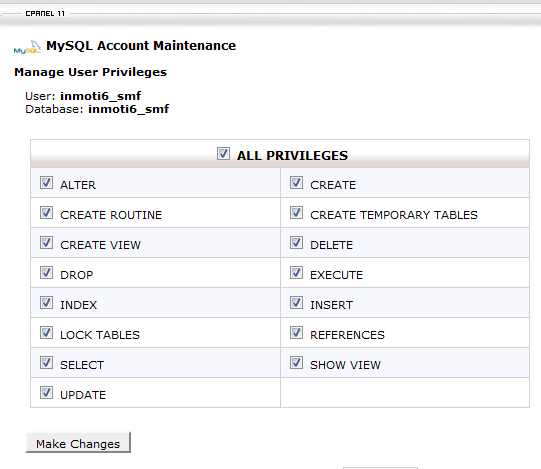 CPANEL 11
MySQL MySQL Account Maintenance
Manage User Privileges
User: inmoti6_smf
Database: inmoti6_smf
ALL PRIVILEGES
ALTER CREATE
CREATE ROUTINE CREATE TEMPORARY TABLES
CREATE VIEW DELETE
DROP EXECUTE
INDEX INSERT
LOCK TABLES REFERENCES
SELECT SHOW VIEW
UPDATE
Make Changes